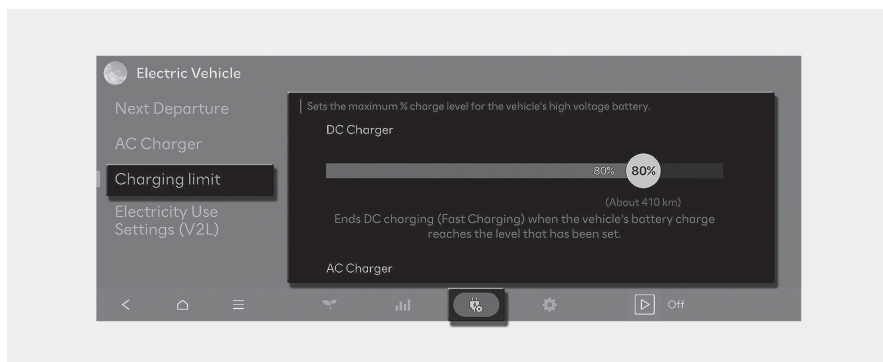 Electric Vehicle
Next Departure
AC Charger
Charging limit
Electricity Use
Settings (V2L)
Sets the maximum % charge level for the vehicle's high voltage battery.
DC Charger
80% 80%
(About 410 km)
Ends DC charging (Fast Charging) when the vehicle's battery charge
reaches the level that has been set.
AC Charger
Off